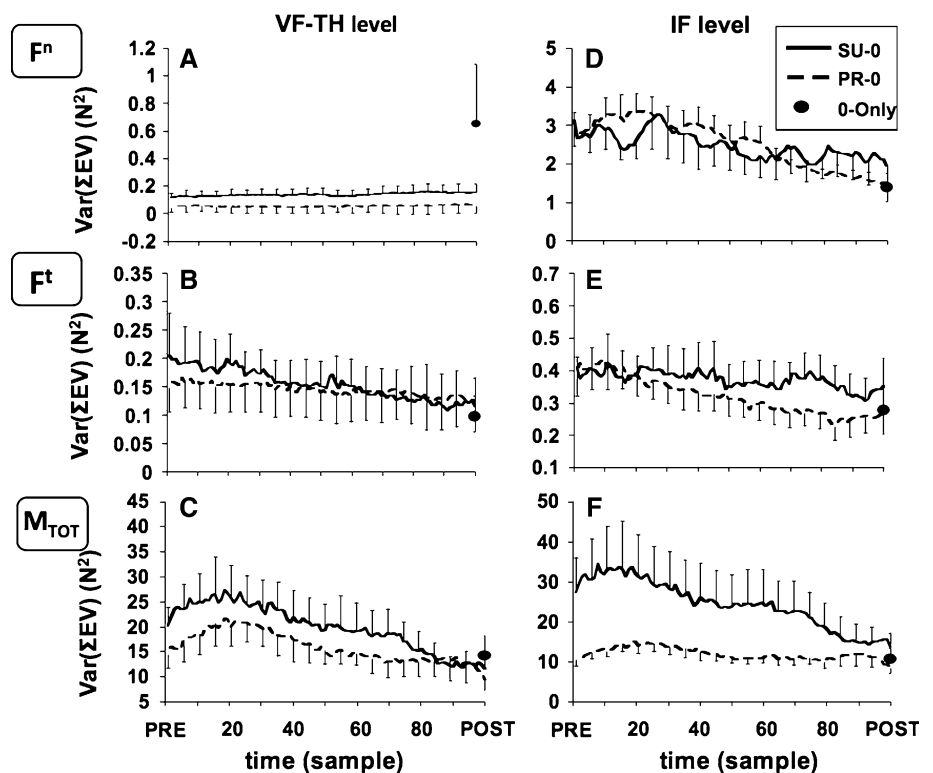 VF-TH level
IF level
Fⁿ
Fᵗ
M_TOT
SU-0
PR-0
0-Only
A
Var(ΣEV) (N²)
1.2
1
0.8
0.6
0.4
0.2
0
-0.2
D
5
4
3
2
1
0
B
Var(ΣEV) (N²)
0.35
0.3
0.25
0.2
0.15
0.1
0.05
0
E
0.7
0.6
0.5
0.4
0.3
0.2
0.1
C
Var(ΣEV) (N²)
45
40
35
30
25
20
15
10
5
PRE 20 40 60 80 POST
time (sample)
F
50
40
30
20
10
0
PRE 20 40 60 80 POST
time (sample)